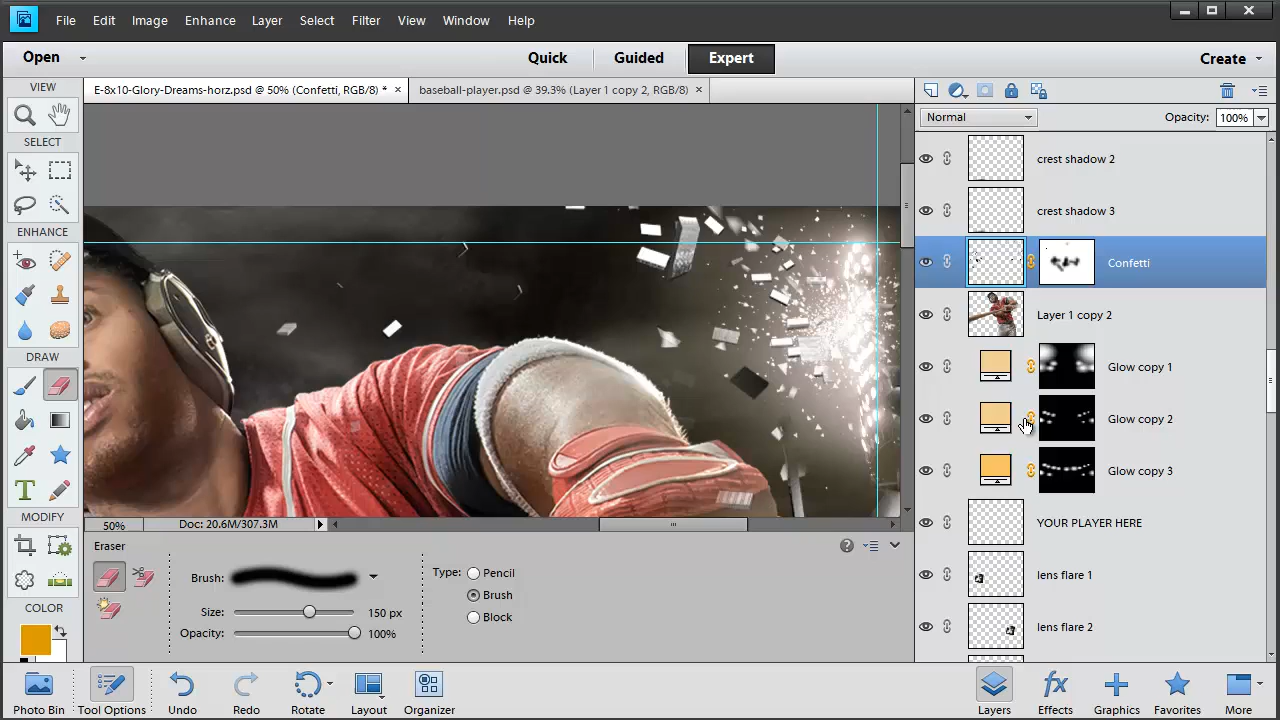 File Edit Image Enhance Layer Select Filter View Window Help
Open Quick Guided Expert Create
VIEW
E-8x10-Glory-Dreams-horz.psd @ 50% (Confetti, RGB/8) * ×
baseball-player.psd @ 39.3% (Layer 1 copy 2, RGB/8) ×
SELECT
ENHANCE
DRAW
MODIFY
COLOR
Normal Opacity: 100%
crest shadow 2
crest shadow 3
Confetti
Layer 1 copy 2
Glow copy 1
Glow copy 2
Glow copy 3
YOUR PLAYER HERE
lens flare 1
lens flare 2
50% Doc: 20.6M/307.3M
Eraser
Brush:
Size: 150 px
Opacity: 100%
Type: Pencil
Brush
Block
Photo Bin Tool Options Undo Redo Rotate Layout Organizer
Layers Effects Graphics Favorites More